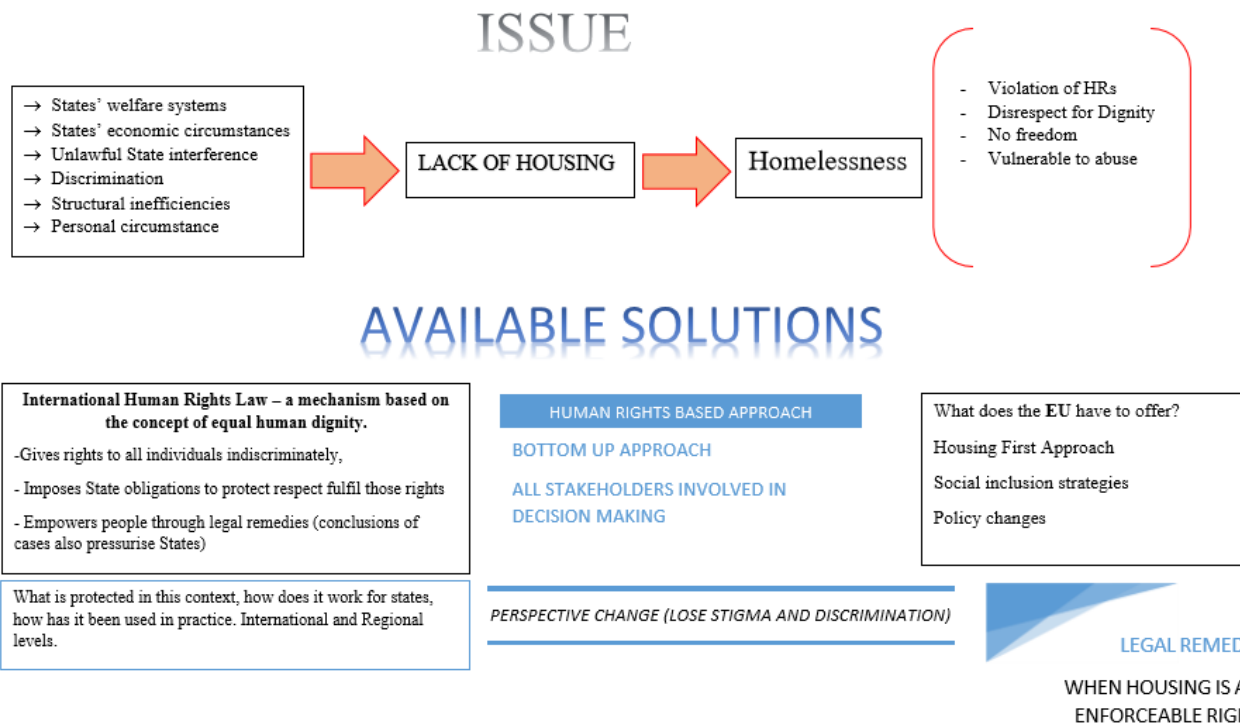 ISSUE
→ States’ welfare systems
→ States’ economic circumstances
→ Unlawful State interference
→ Discrimination
→ Structural inefficiencies
→ Personal circumstance
LACK OF HOUSING
Homelessness
- Violation of HRs
- Disrespect for Dignity
- No freedom
- Vulnerable to abuse
AVAILABLE SOLUTIONS
International Human Rights Law – a mechanism based on
the concept of equal human dignity.
-Gives rights to all individuals indiscriminately,
- Imposes State obligations to protect respect fulfil those rights
- Empowers people through legal remedies (conclusions of
cases also pressurise States)
What is protected in this context, how does it work for states,
how has it been used in practice. International and Regional
levels.
HUMAN RIGHTS BASED APPROACH
BOTTOM UP APPROACH
ALL STAKEHOLDERS INVOLVED IN
DECISION MAKING
PERSPECTIVE CHANGE (LOSE STIGMA AND DISCRIMINATION)
What does the EU have to offer?
Housing First Approach
Social inclusion strategies
Policy changes
LEGAL REMED
WHEN HOUSING IS A
ENFORCEABLE RIG